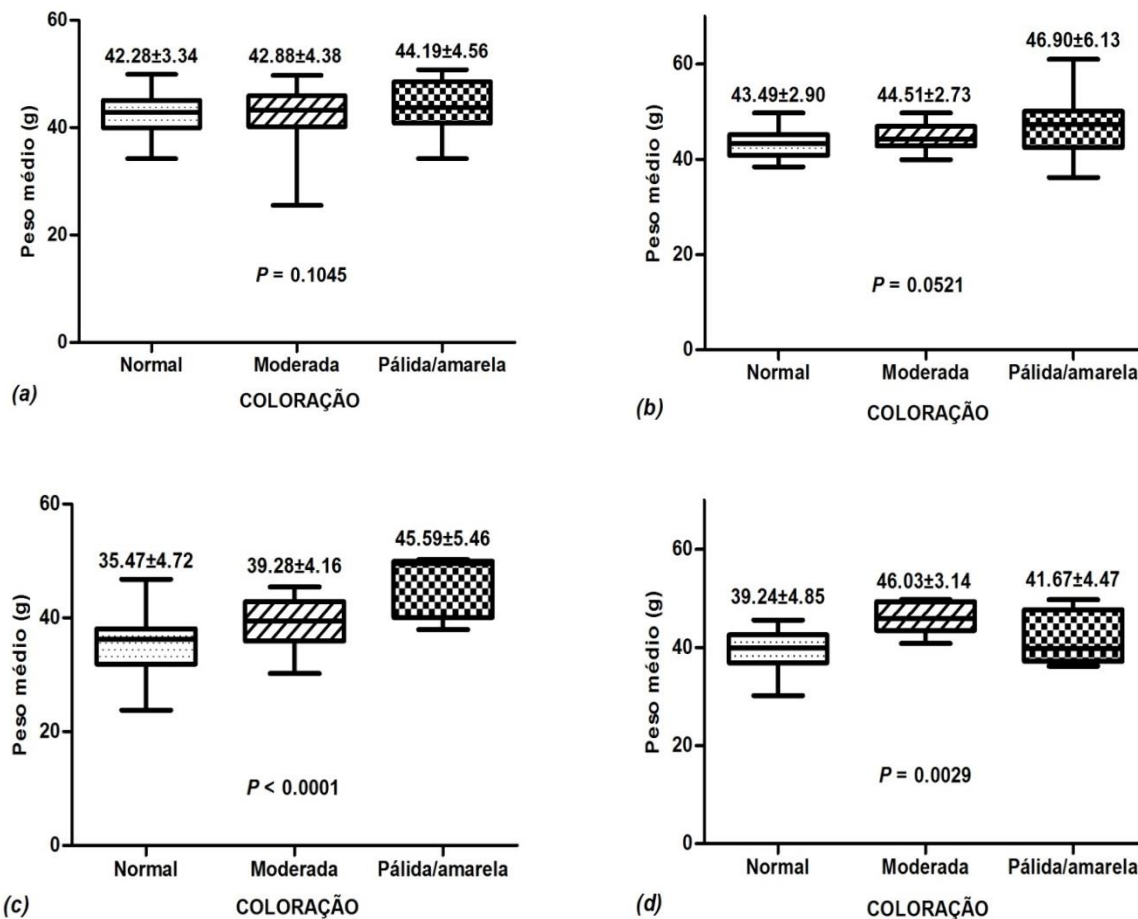 60
42.28±3.34
42.88±4.38
44.19±4.56
40
20
0
Peso médio (g)
P = 0.1045
Normal
Moderada
Pálida/amarela
(a)
COLORAÇÃO
46.90±6.13
60
43.49±2.90
44.51±2.73
40
20
0
Peso médio (g)
P = 0.0521
Normal
Moderada
Pálida/amarela
(b)
COLORAÇÃO
60
35.47±4.72
39.28±4.16
45.59±5.46
40
20
0
Peso médio (g)
P < 0.0001
Normal
Moderada
Pálida/amarela
(c)
COLORAÇÃO
60
39.24±4.85
46.03±3.14
41.67±4.47
40
20
0
Peso médio (g)
P = 0.0029
Normal
Moderada
Pálida/amarela
(d)
COLORAÇÃO